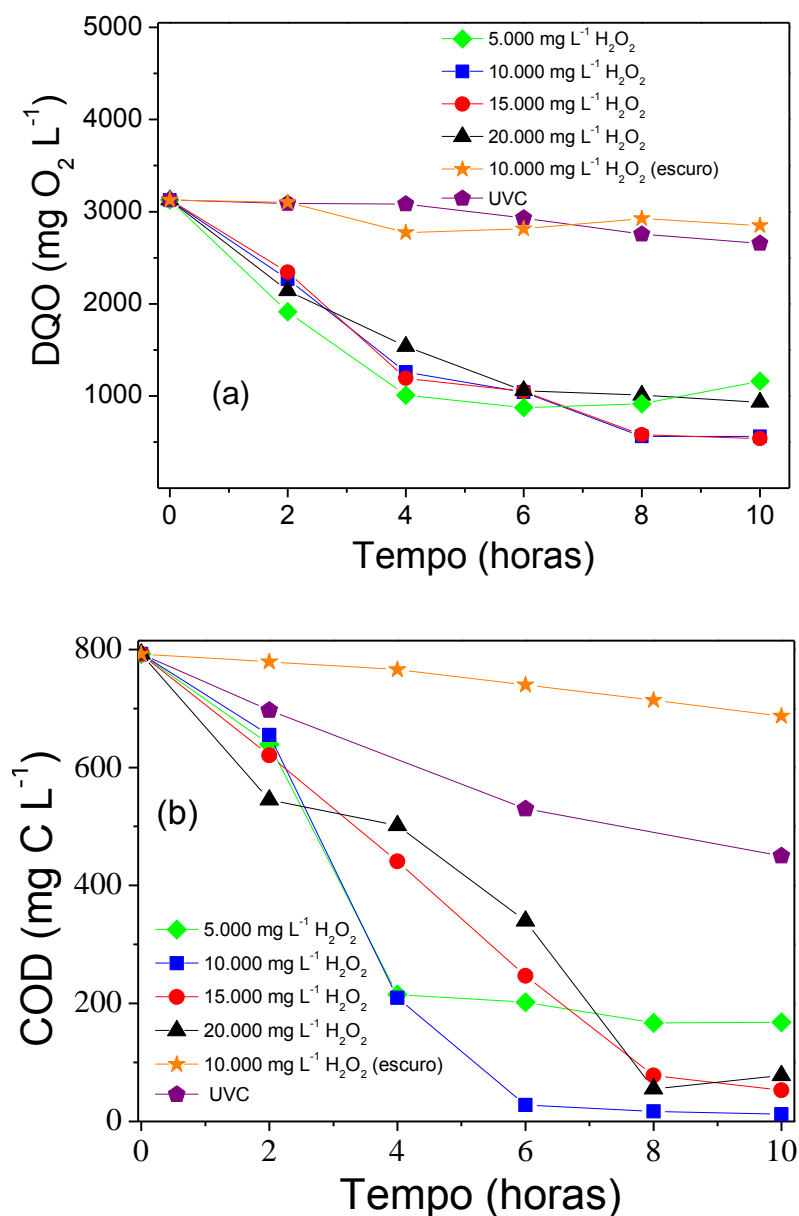 5000
4000
3000
2000
1000
DQO (mg O₂ L⁻¹)
5.000 mg L⁻¹ H₂O₂
10.000 mg L⁻¹ H₂O₂
15.000 mg L⁻¹ H₂O₂
20.000 mg L⁻¹ H₂O₂
10.000 mg L⁻¹ H₂O₂ (escuro)
UVC
(a)
0 2 4 6 8 10
Tempo (horas)
800
600
400
200
0
COD (mg C L⁻¹)
(b)
5.000 mg L⁻¹ H₂O₂
10.000 mg L⁻¹ H₂O₂
15.000 mg L⁻¹ H₂O₂
20.000 mg L⁻¹ H₂O₂
10.000 mg L⁻¹ H₂O₂ (escuro)
UVC
0 2 4 6 8 10
Tempo (horas)